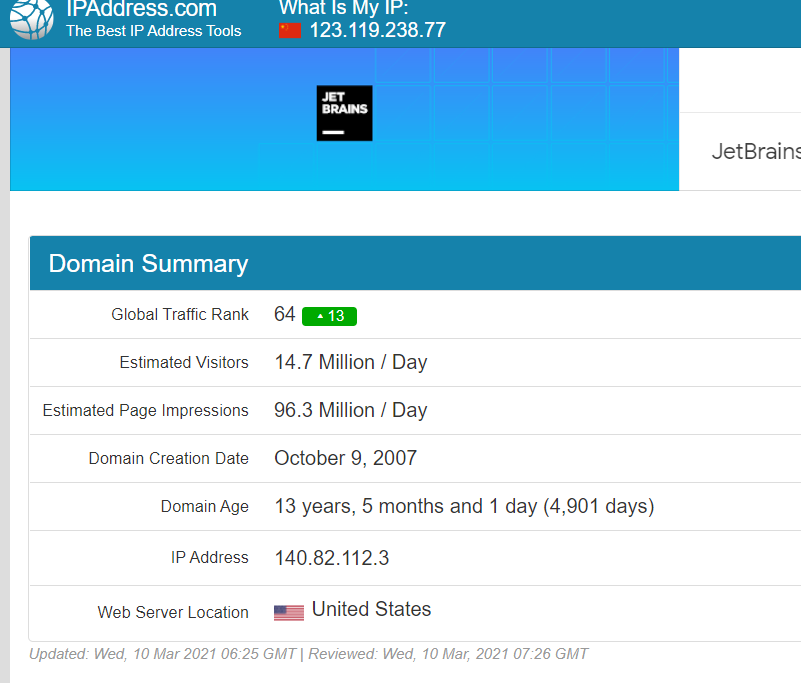 IPAddress.com
The Best IP Address Tools
What Is My IP:
123.119.238.77
JET
BRAINS
JetBrains
Domain Summary
Global Traffic Rank 64 ▲ 13
Estimated Visitors 14.7 Million / Day
Estimated Page Impressions 96.3 Million / Day
Domain Creation Date October 9, 2007
Domain Age 13 years, 5 months and 1 day (4,901 days)
IP Address 140.82.112.3
Web Server Location United States
Updated: Wed, 10 Mar 2021 06:25 GMT | Reviewed: Wed, 10 Mar, 2021 07:26 GMT